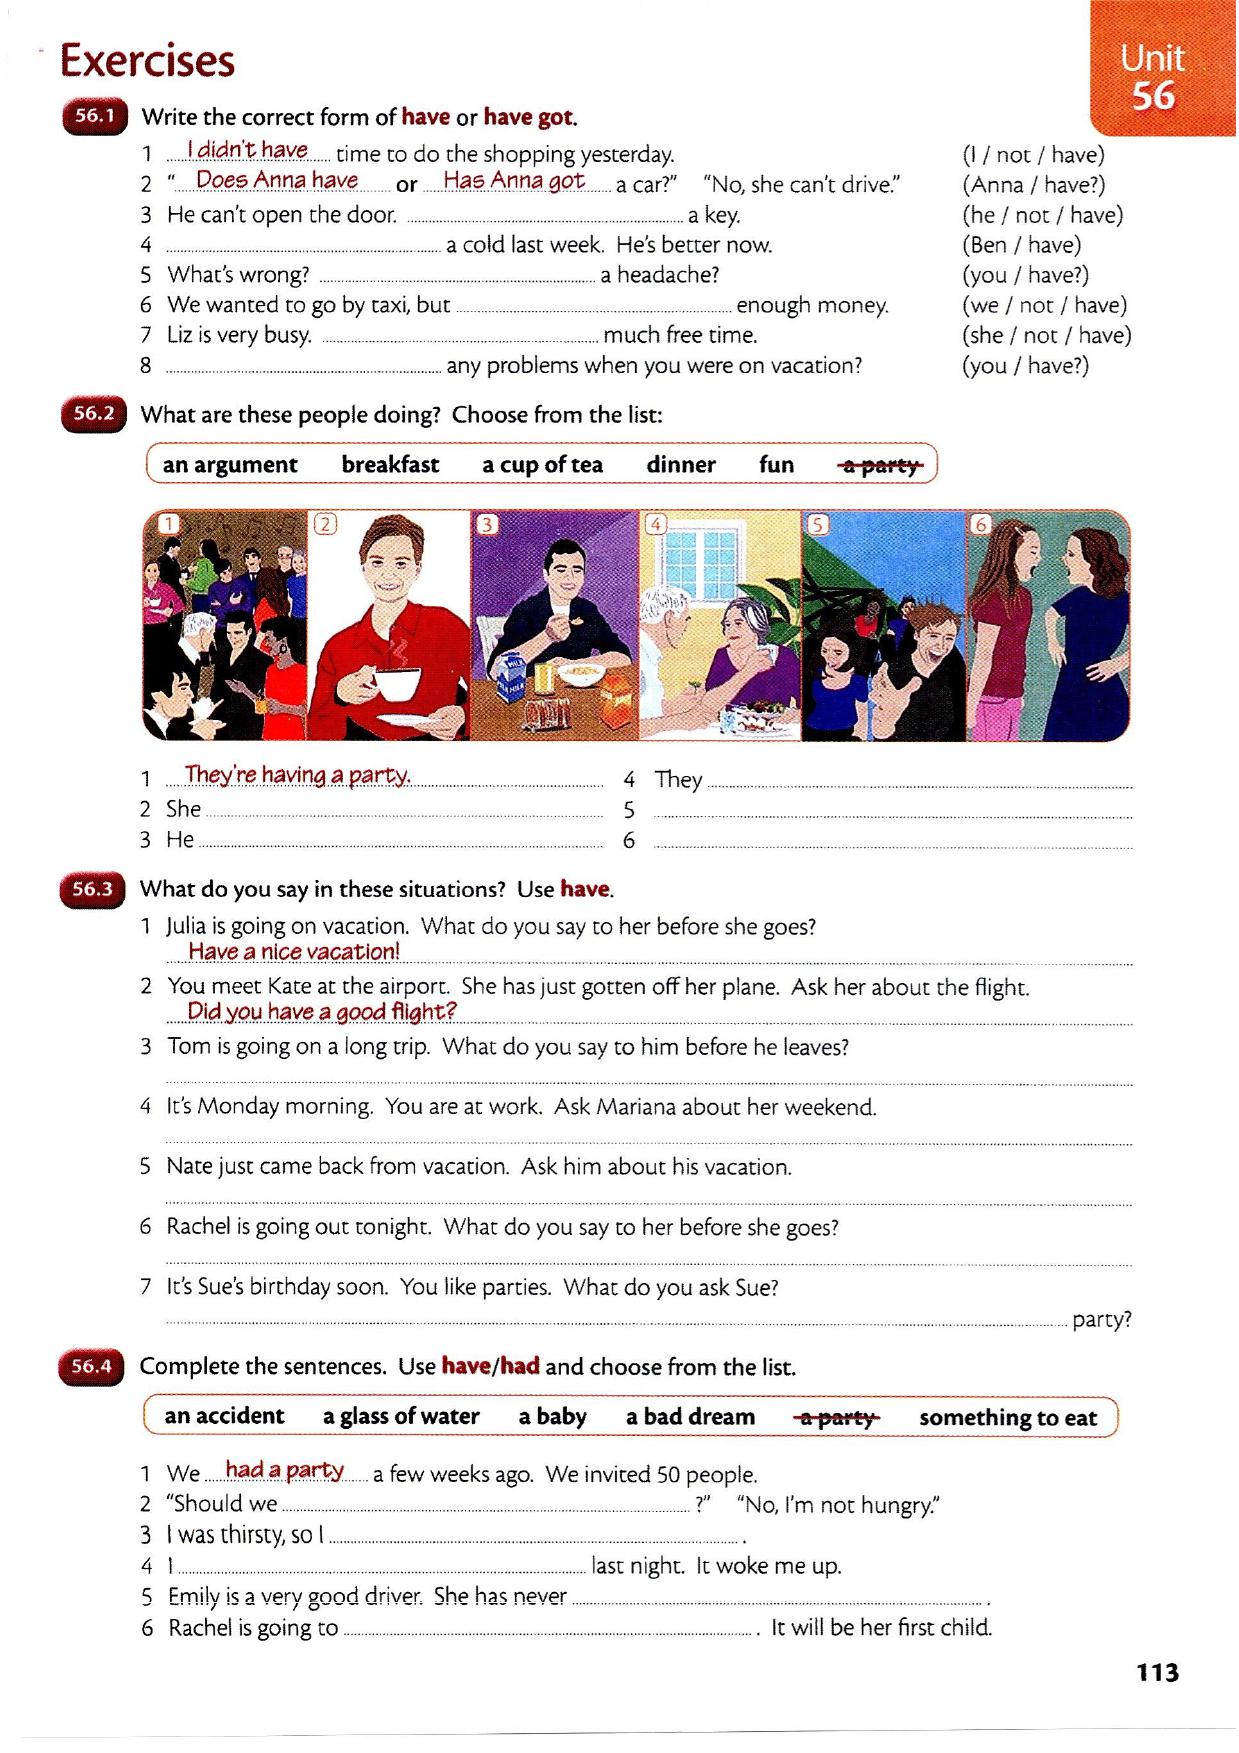 Exercises
Unit
56
56.1 Write the correct form of have or have got.
1 I didn't have time to do the shopping yesterday. (I / not / have)
2 " Does Anna have or Has Anna got a car?" "No, she can't drive." (Anna / have?)
3 He can't open the door. a key. (he / not / have)
4 a cold last week. He's better now. (Ben / have)
5 What's wrong? a headache? (you / have?)
6 We wanted to go by taxi, but enough money. (we / not / have)
7 Liz is very busy. much free time. (she / not / have)
8 any problems when you were on vacation? (you / have?)
56.2 What are these people doing? Choose from the list:
an argument breakfast a cup of tea dinner fun a party
1 2 3 4 5 6
MILK
1 They're having a party. 4 They
2 She 5
3 He 6
56.3 What do you say in these situations? Use have.
1 Julia is going on vacation. What do you say to her before she goes?
Have a nice vacation!
2 You meet Kate at the airport. She has just gotten off her plane. Ask her about the flight.
Did you have a good flight?
3 Tom is going on a long trip. What do you say to him before he leaves?
4 It's Monday morning. You are at work. Ask Mariana about her weekend.
5 Nate just came back from vacation. Ask him about his vacation.
6 Rachel is going out tonight. What do you say to her before she goes?
7 It's Sue's birthday soon. You like parties. What do you ask Sue?
party?
56.4 Complete the sentences. Use have/had and choose from the list.
an accident a glass of water a baby a bad dream a party something to eat
1 We had a party a few weeks ago. We invited 50 people.
2 "Should we ?" "No, I'm not hungry."
3 I was thirsty, so I .
4 I last night. It woke me up.
5 Emily is a very good driver. She has never .
6 Rachel is going to . It will be her first child.
113